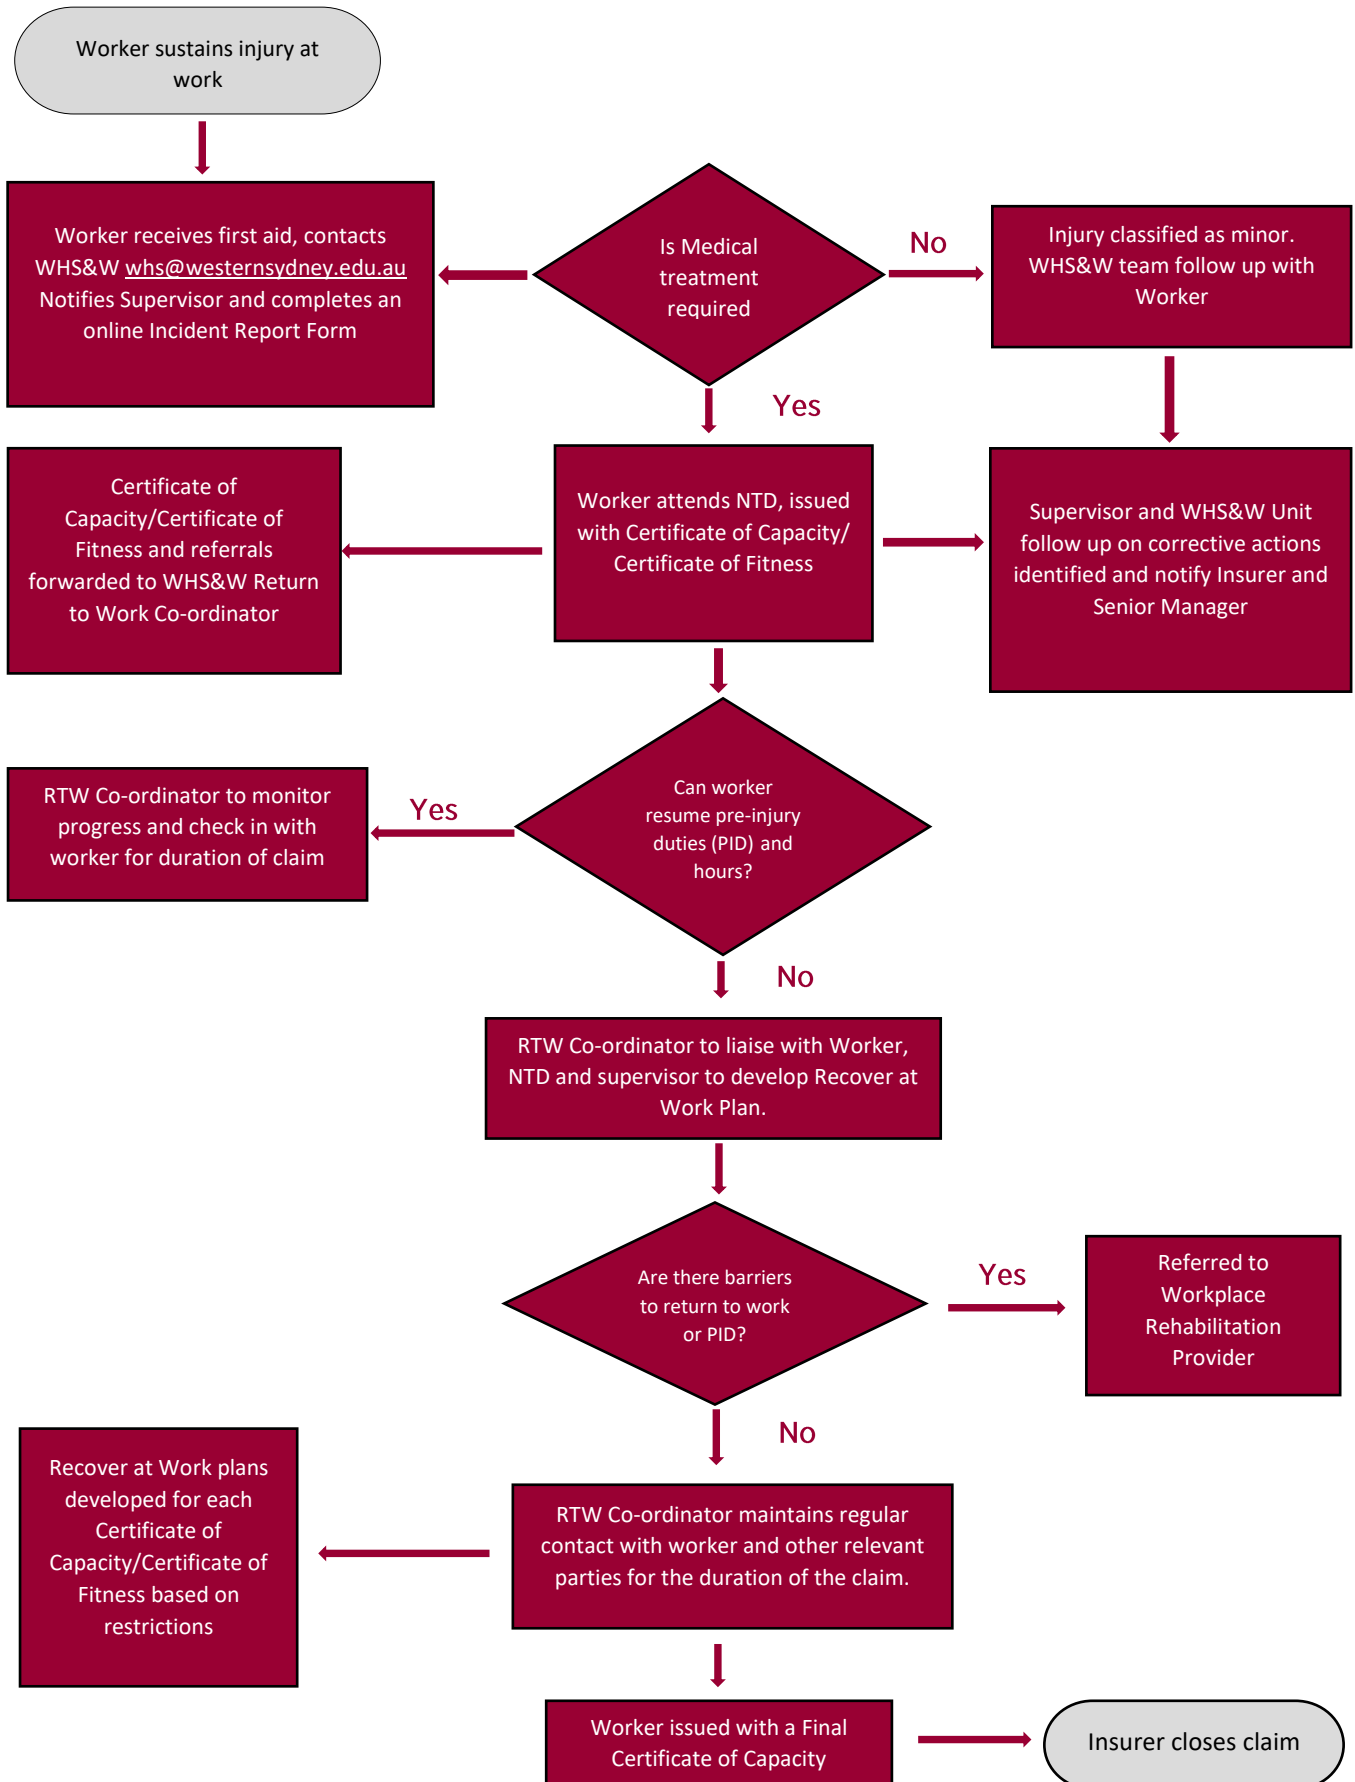 Worker sustains injury at
work
Worker receives first aid, contacts
WHS&W whs@westernsydney.edu.au
Notifies Supervisor and completes an
online Incident Report Form
Is Medical
treatment
required
No
Injury classified as minor.
WHS&W team follow up with
Worker
Yes
Certificate of
Capacity/Certificate of
Fitness and referrals
forwarded to WHS&W Return
to Work Co-ordinator
Worker attends NTD, issued
with Certificate of Capacity/
Certificate of Fitness
Supervisor and WHS&W Unit
follow up on corrective actions
identified and notify Insurer and
Senior Manager
RTW Co-ordinator to monitor
progress and check in with
worker for duration of claim
Yes
Can worker
resume pre-injury
duties (PID) and
hours?
No
RTW Co-ordinator to liaise with Worker,
NTD and supervisor to develop Recover at
Work Plan.
Are there barriers
to return to work
or PID?
Yes
Referred to
Workplace
Rehabilitation
Provider
No
Recover at Work plans
developed for each
Certificate of
Capacity/Certificate of
Fitness based on
restrictions
RTW Co-ordinator maintains regular
contact with worker and other relevant
parties for the duration of the claim.
Worker issued with a Final
Certificate of Capacity
Insurer closes claim